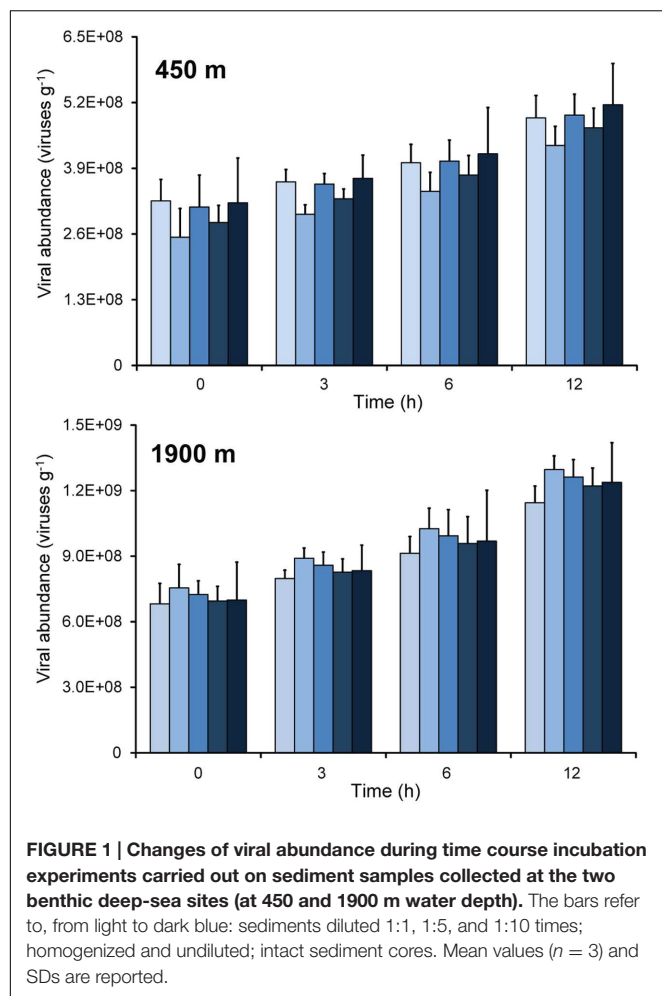 6.5E+08
450 m
5.2E+08
3.9E+08
2.6E+08
1.3E+08
0
Viral abundance (viruses g⁻¹)
0 3 6 12
Time (h)
1.5E+09
1900 m
1.2E+09
9.0E+08
6.0E+08
3.0E+08
0
Viral abundance (viruses g⁻¹)
0 3 6 12
Time (h)
FIGURE 1 | Changes of viral abundance during time course incubation
experiments carried out on sediment samples collected at the two
benthic deep-sea sites (at 450 and 1900 m water depth). The bars refer
to, from light to dark blue: sediments diluted 1:1, 1:5, and 1:10 times;
homogenized and undiluted; intact sediment cores. Mean values (n = 3) and
SDs are reported.